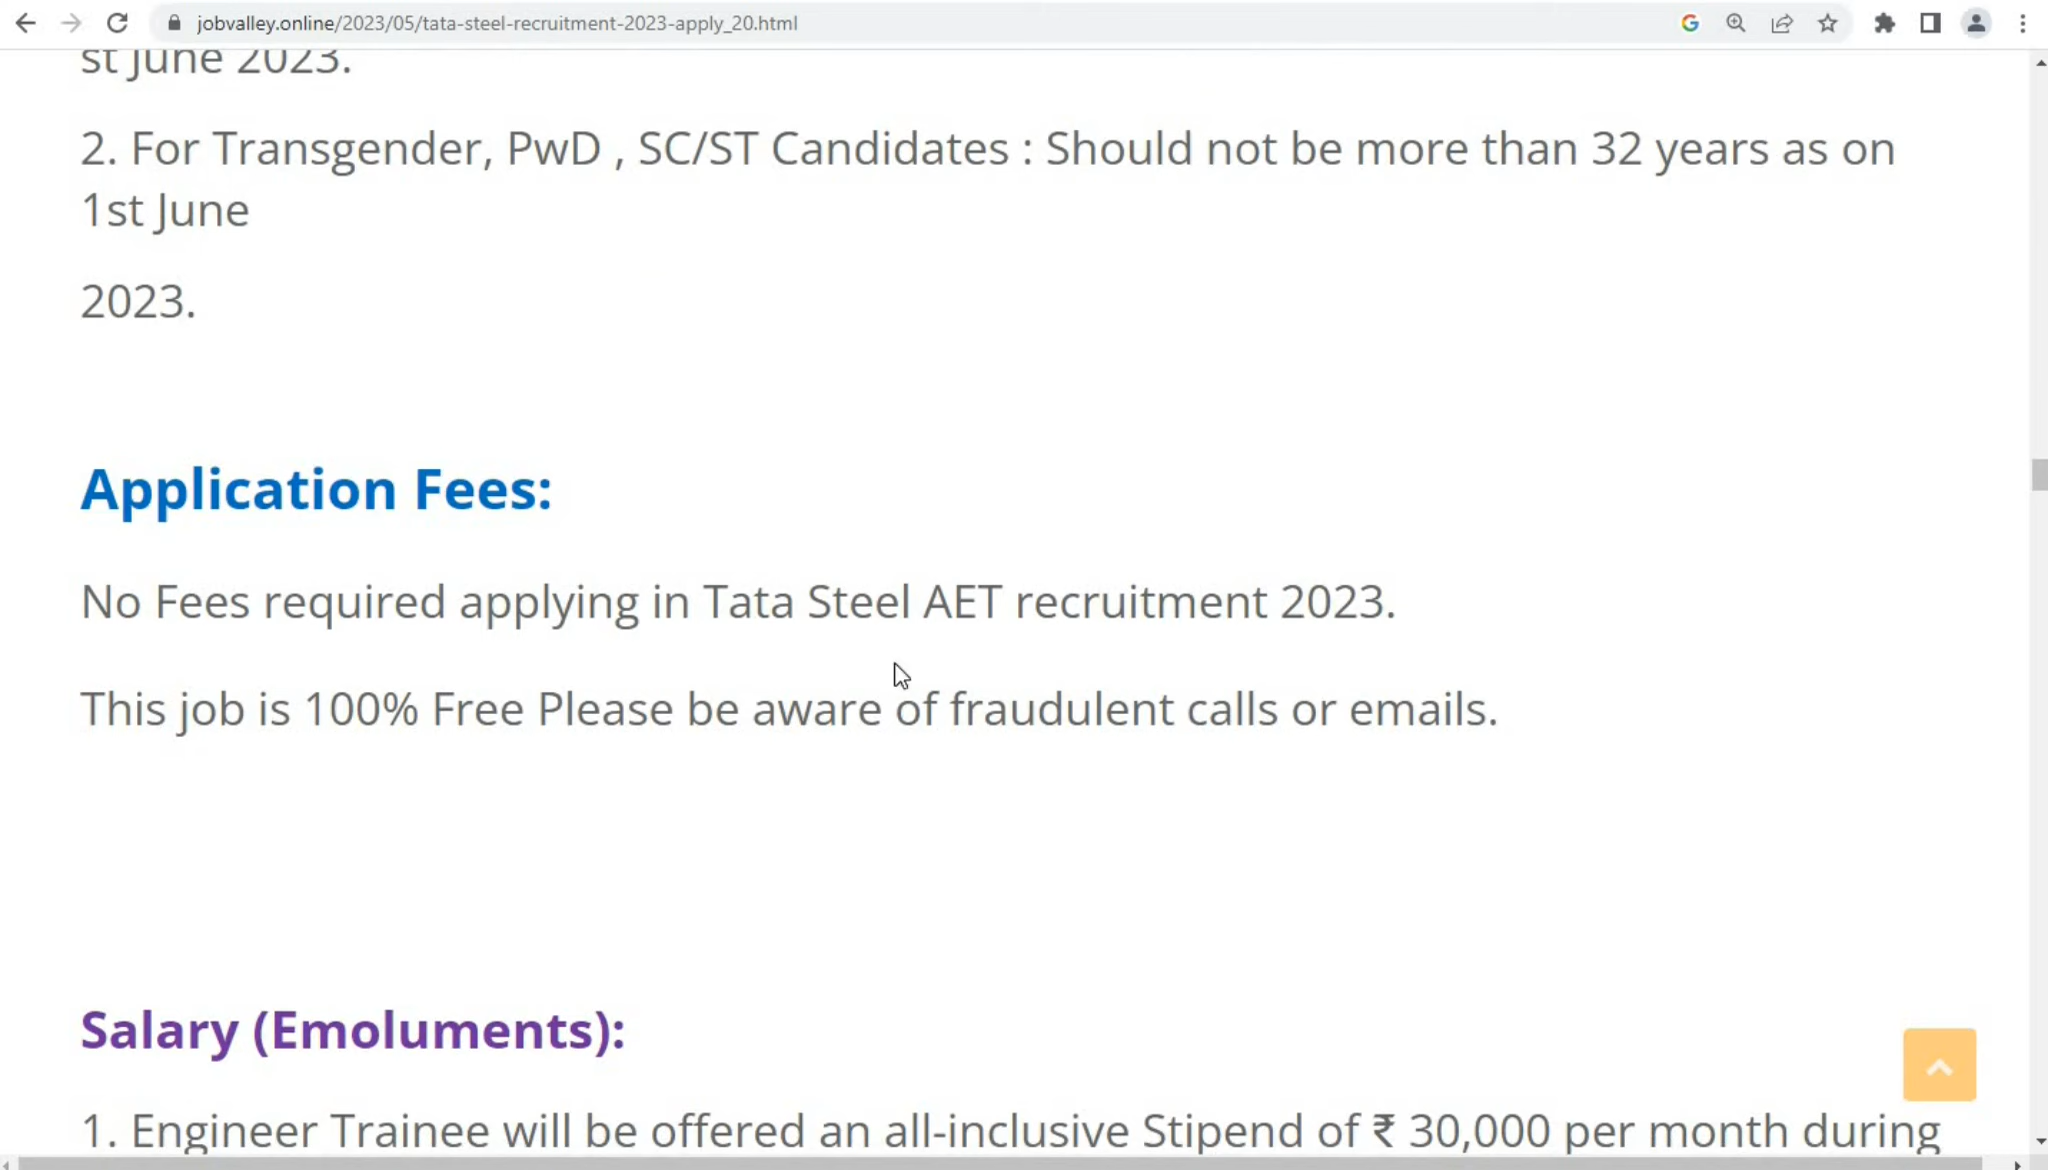 jobvalley.online/2023/05/tata-steel-recruitment-2023-apply_20.html
st June 2023.
2. For Transgender, PwD , SC/ST Candidates : Should not be more than 32 years as on
1st June
2023.
Application Fees:
No Fees required applying in Tata Steel AET recruitment 2023.
This job is 100% Free Please be aware of fraudulent calls or emails.
Salary (Emoluments):
1. Engineer Trainee will be offered an all-inclusive Stipend of ₹ 30,000 per month during